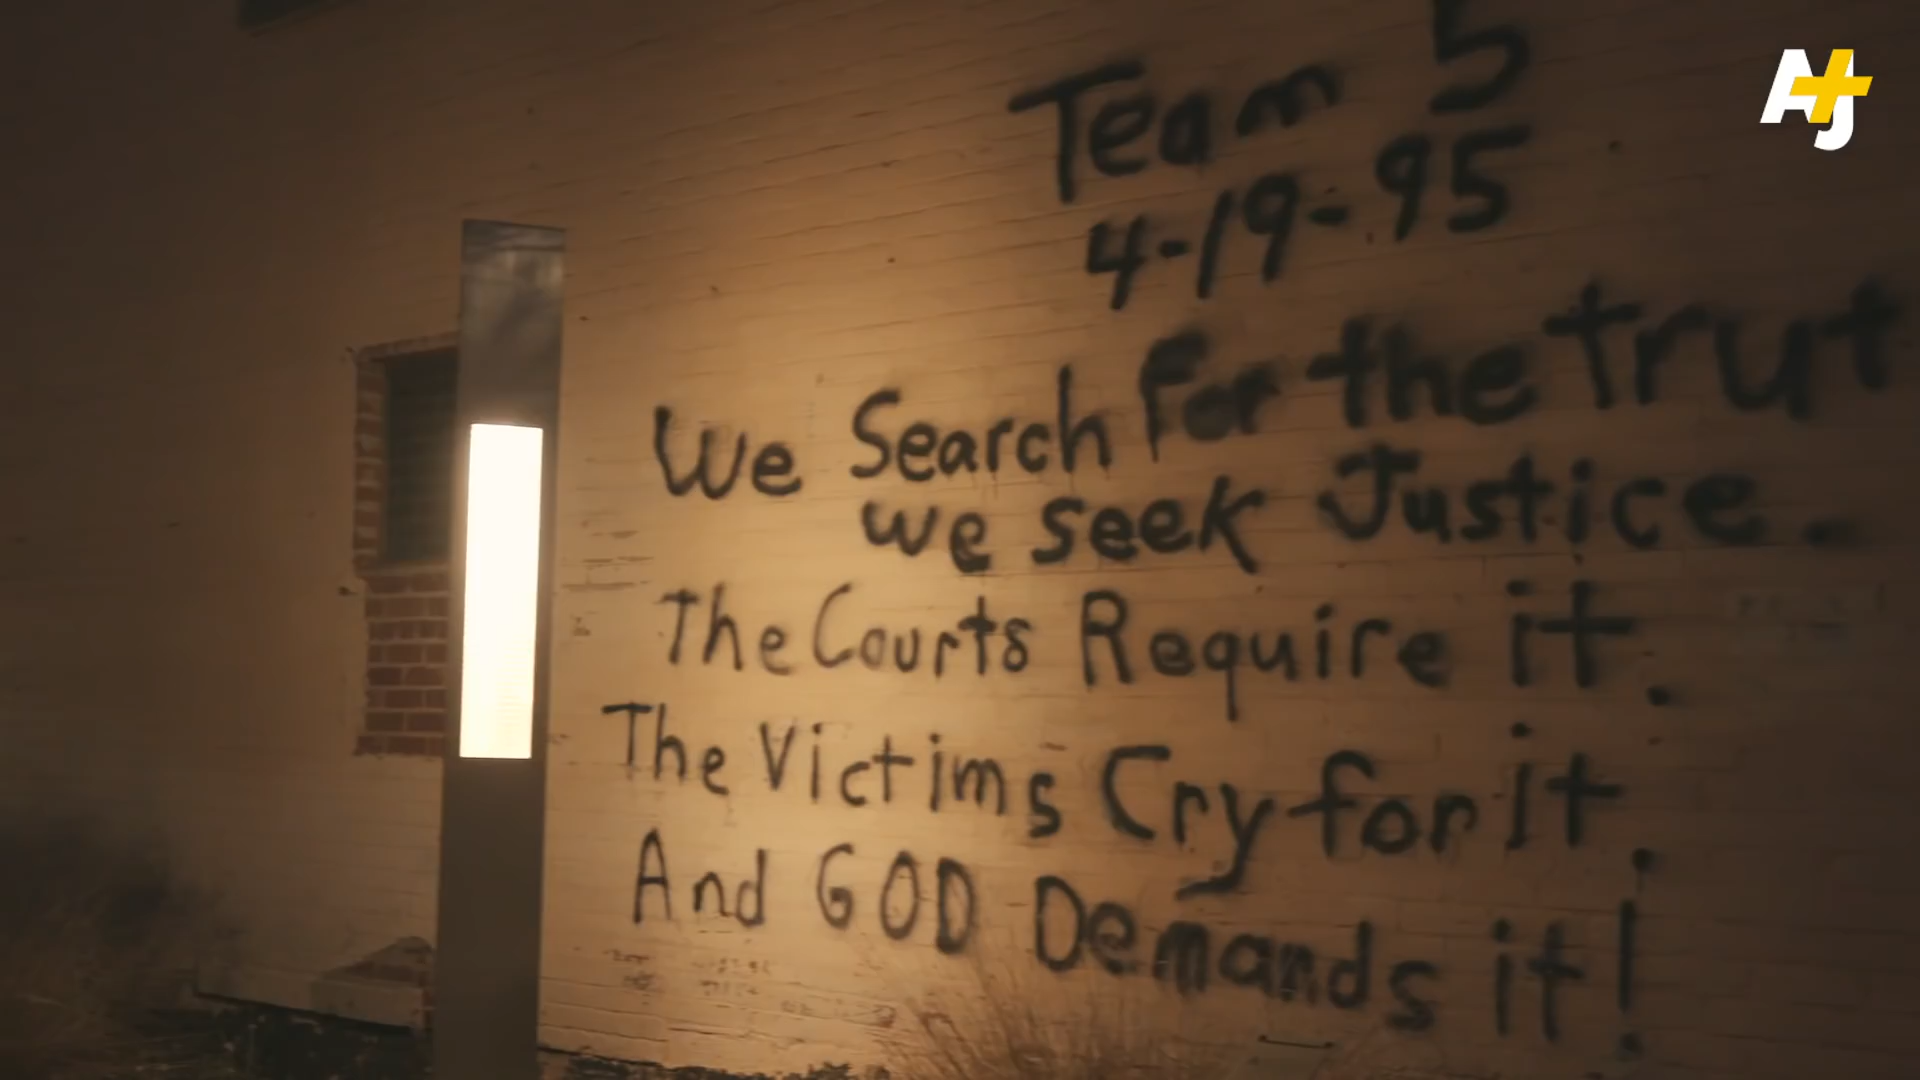 AJ+
Team 5
4-19-95
We Search For the trut
we seek Justice.
The Courts Require it.
The Victims Cry for it.
And GOD Demands it!